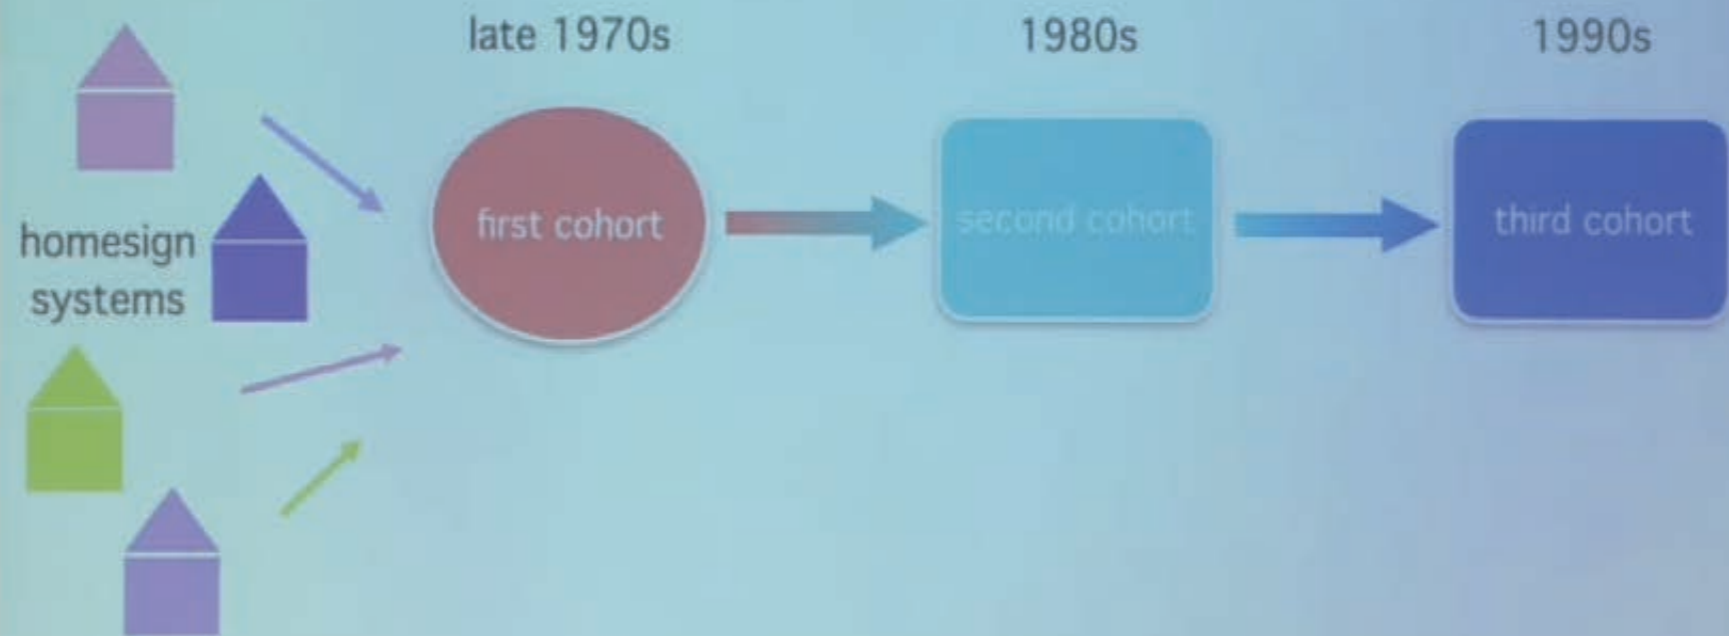 late 1970s
1980s
1990s
homesign
systems
first cohort
second cohort
third cohort